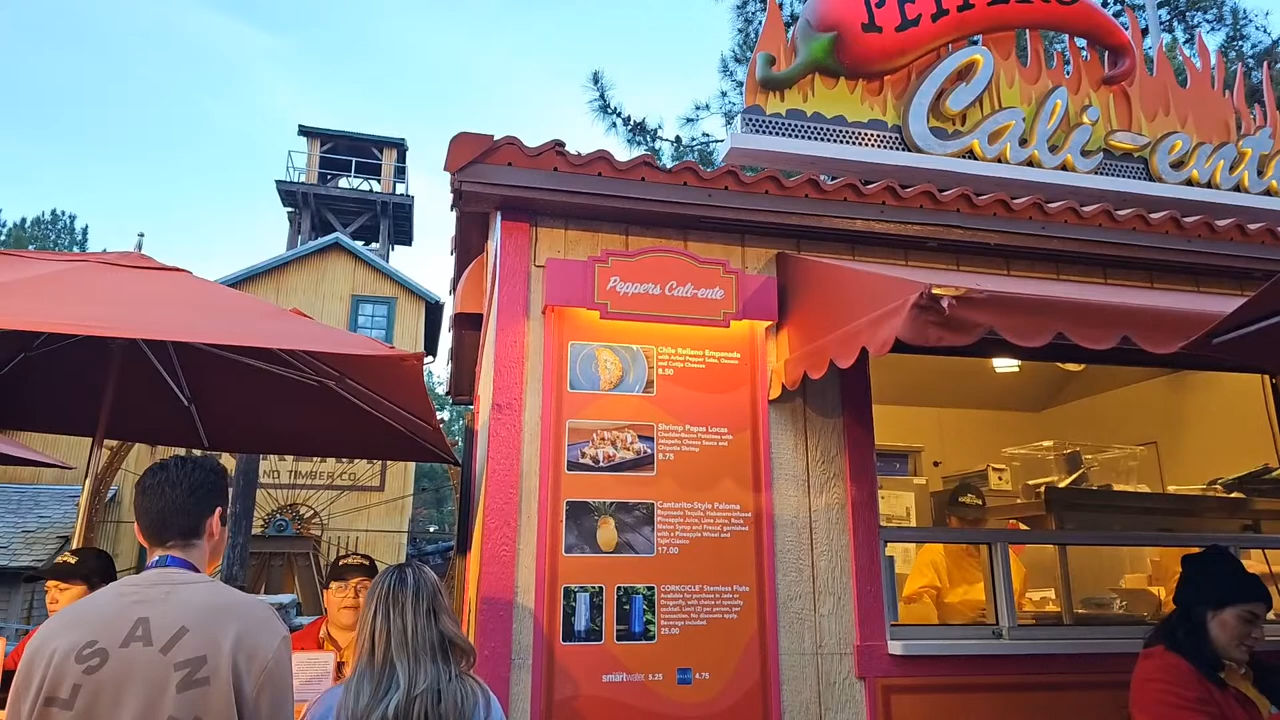 PEPPERS
Cali-ente
Peppers Cali-ente
Chile Relleno Empanada
with Arbol Pepper Salsa, Queso
and Cotija Cheeses
8.50
Shrimp Papas Locas
Cheddar-Bacon Potatoes with
Jalapeño Cheese Sauce and
Chipotle Shrimp
8.75
Cantarito-Style Paloma
Reposado Tequila, Habanero-infused
Pineapple Juice, Lime Juice, Rock
Melon Syrup and Fresca, garnished
with a Pineapple Wheel and
Tajín Clásico
17.00
CORKCICLE® Stemless Flute
Available for purchase in Jade or
Dragonfly, with choice of specialty
cocktail. Limit (2) per person, per
transaction. No discounts apply.
Beverage included.
25.00
smartwater 5.25 4.75
ND TIMBER CO
LSSAIN